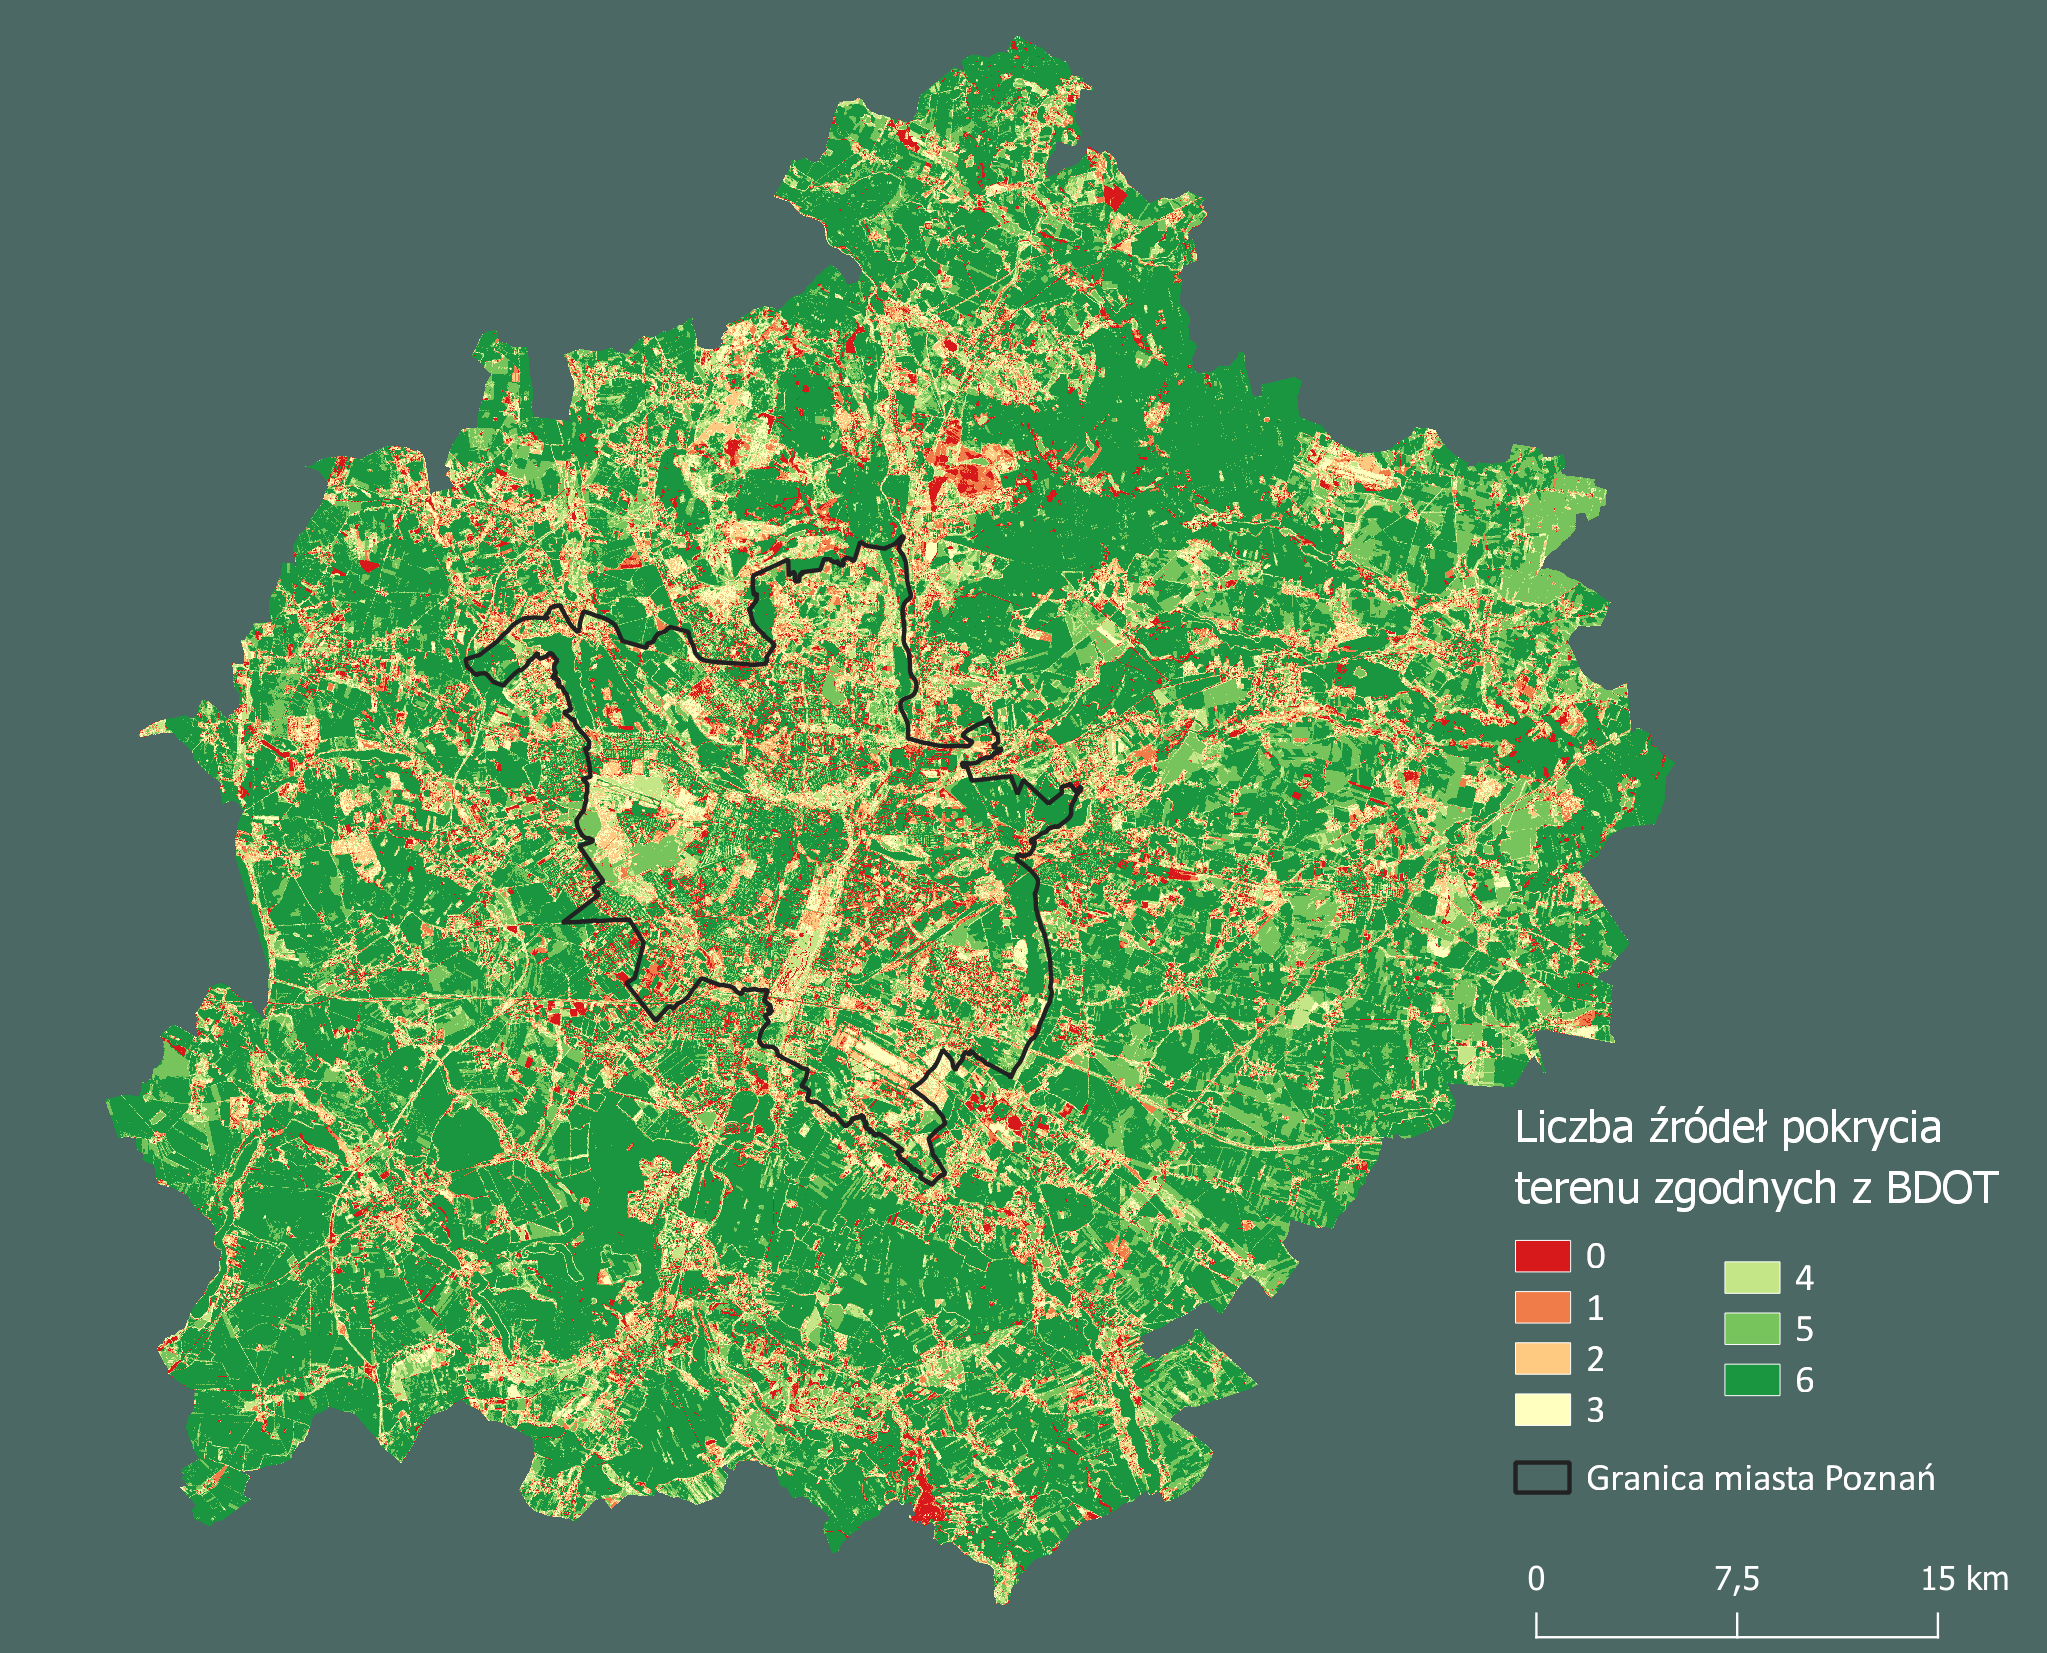 Liczba źródeł pokrycia
terenu zgodnych z BDOT
0
1
2
3
4
5
6
Granica miasta Poznań
0 7,5 15 km